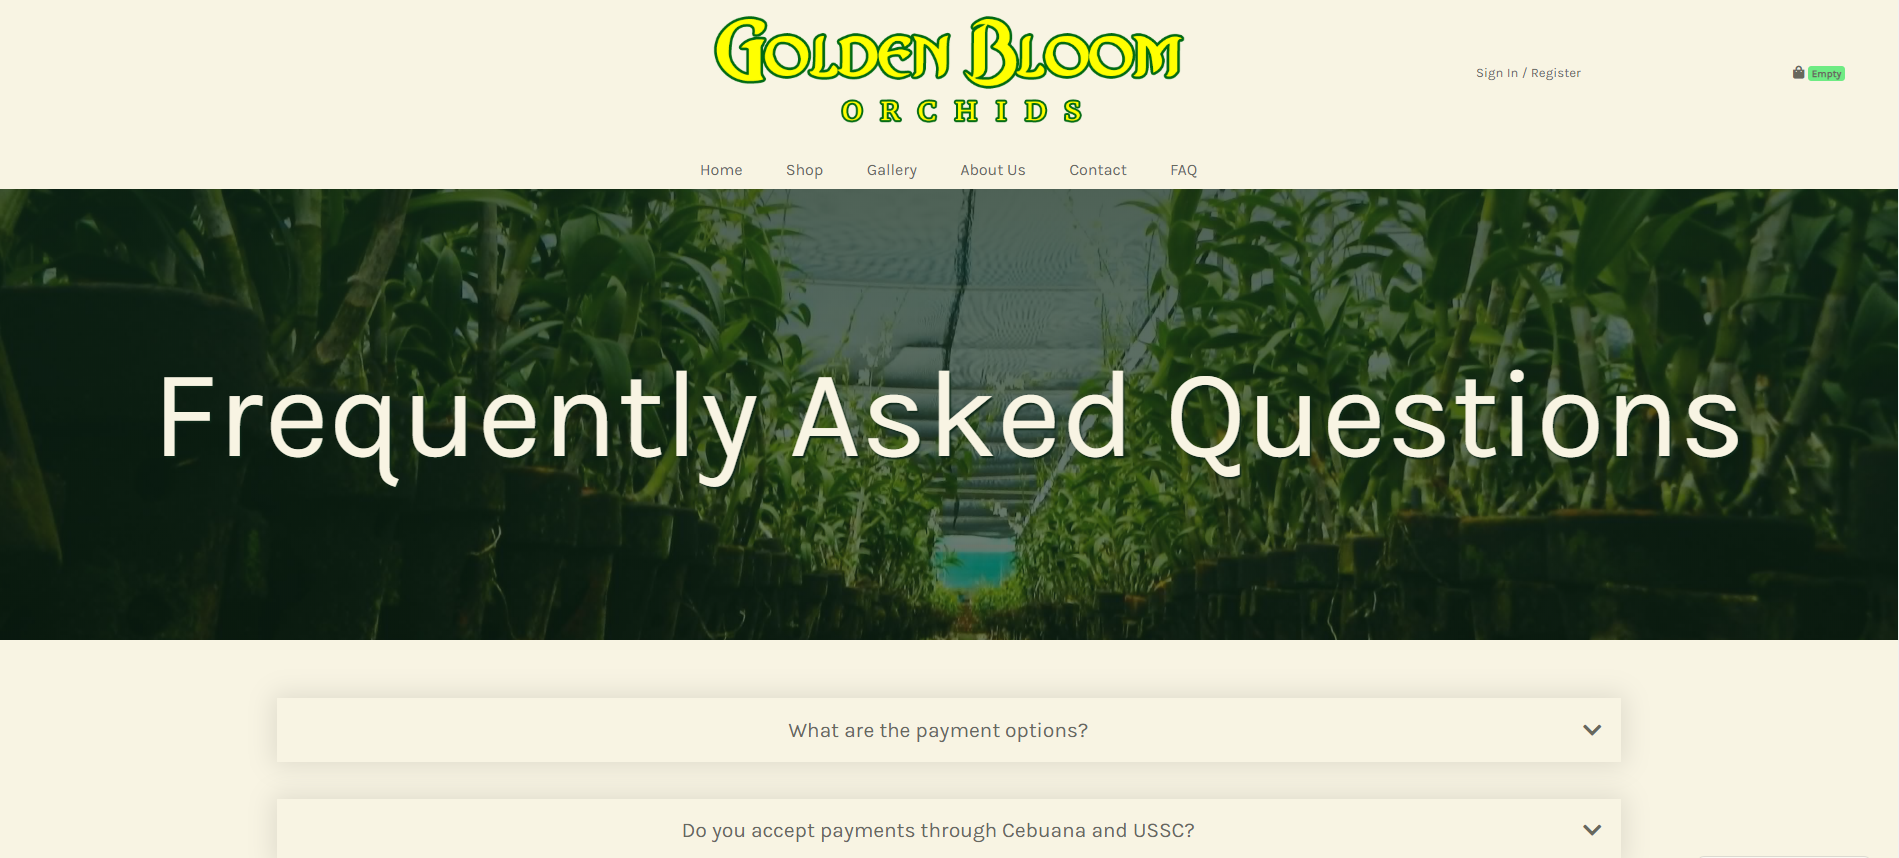 GOLDEN BLOOM
ORCHIDS
Sign In / Register
Empty
Home Shop Gallery About Us Contact FAQ
Frequently Asked Questions
What are the payment options?
Do you accept payments through Cebuana and USSC?